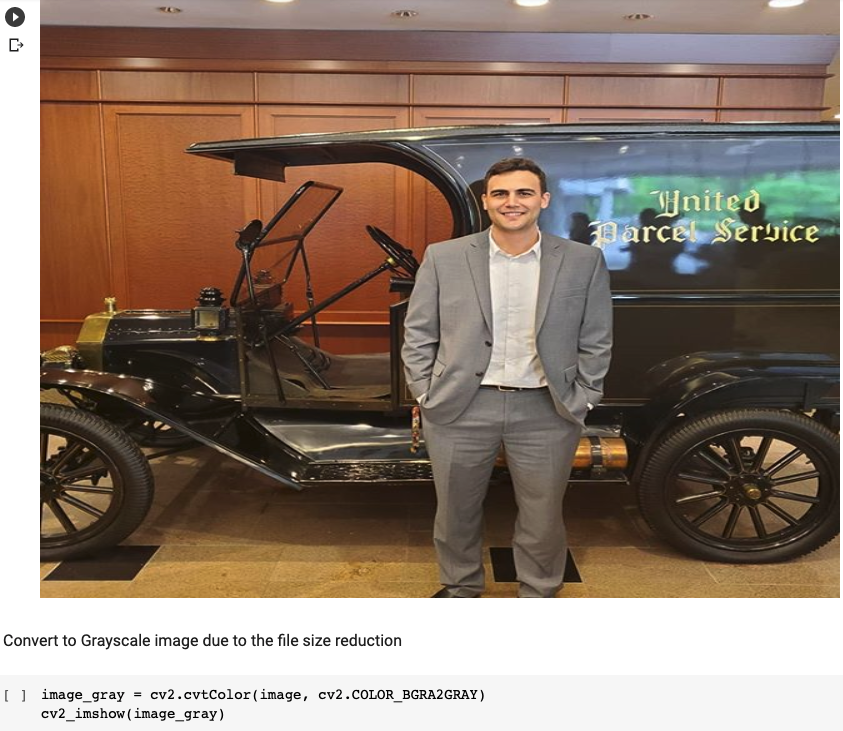 United
Parcel Service
Convert to Grayscale image due to the file size reduction
[ ] image_gray = cv2.cvtColor(image, cv2.COLOR_BGRA2GRAY)
cv2_imshow(image_gray)